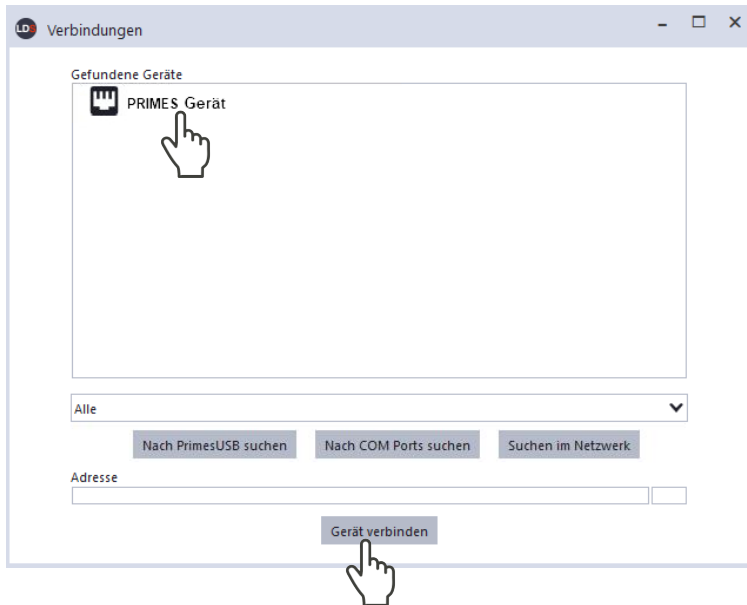 LDS Verbindungen
Gefundene Geräte
PRIMES Gerät
Alle
Nach PrimesUSB suchen Nach COM Ports suchen Suchen im Netzwerk
Adresse
Gerät verbinden